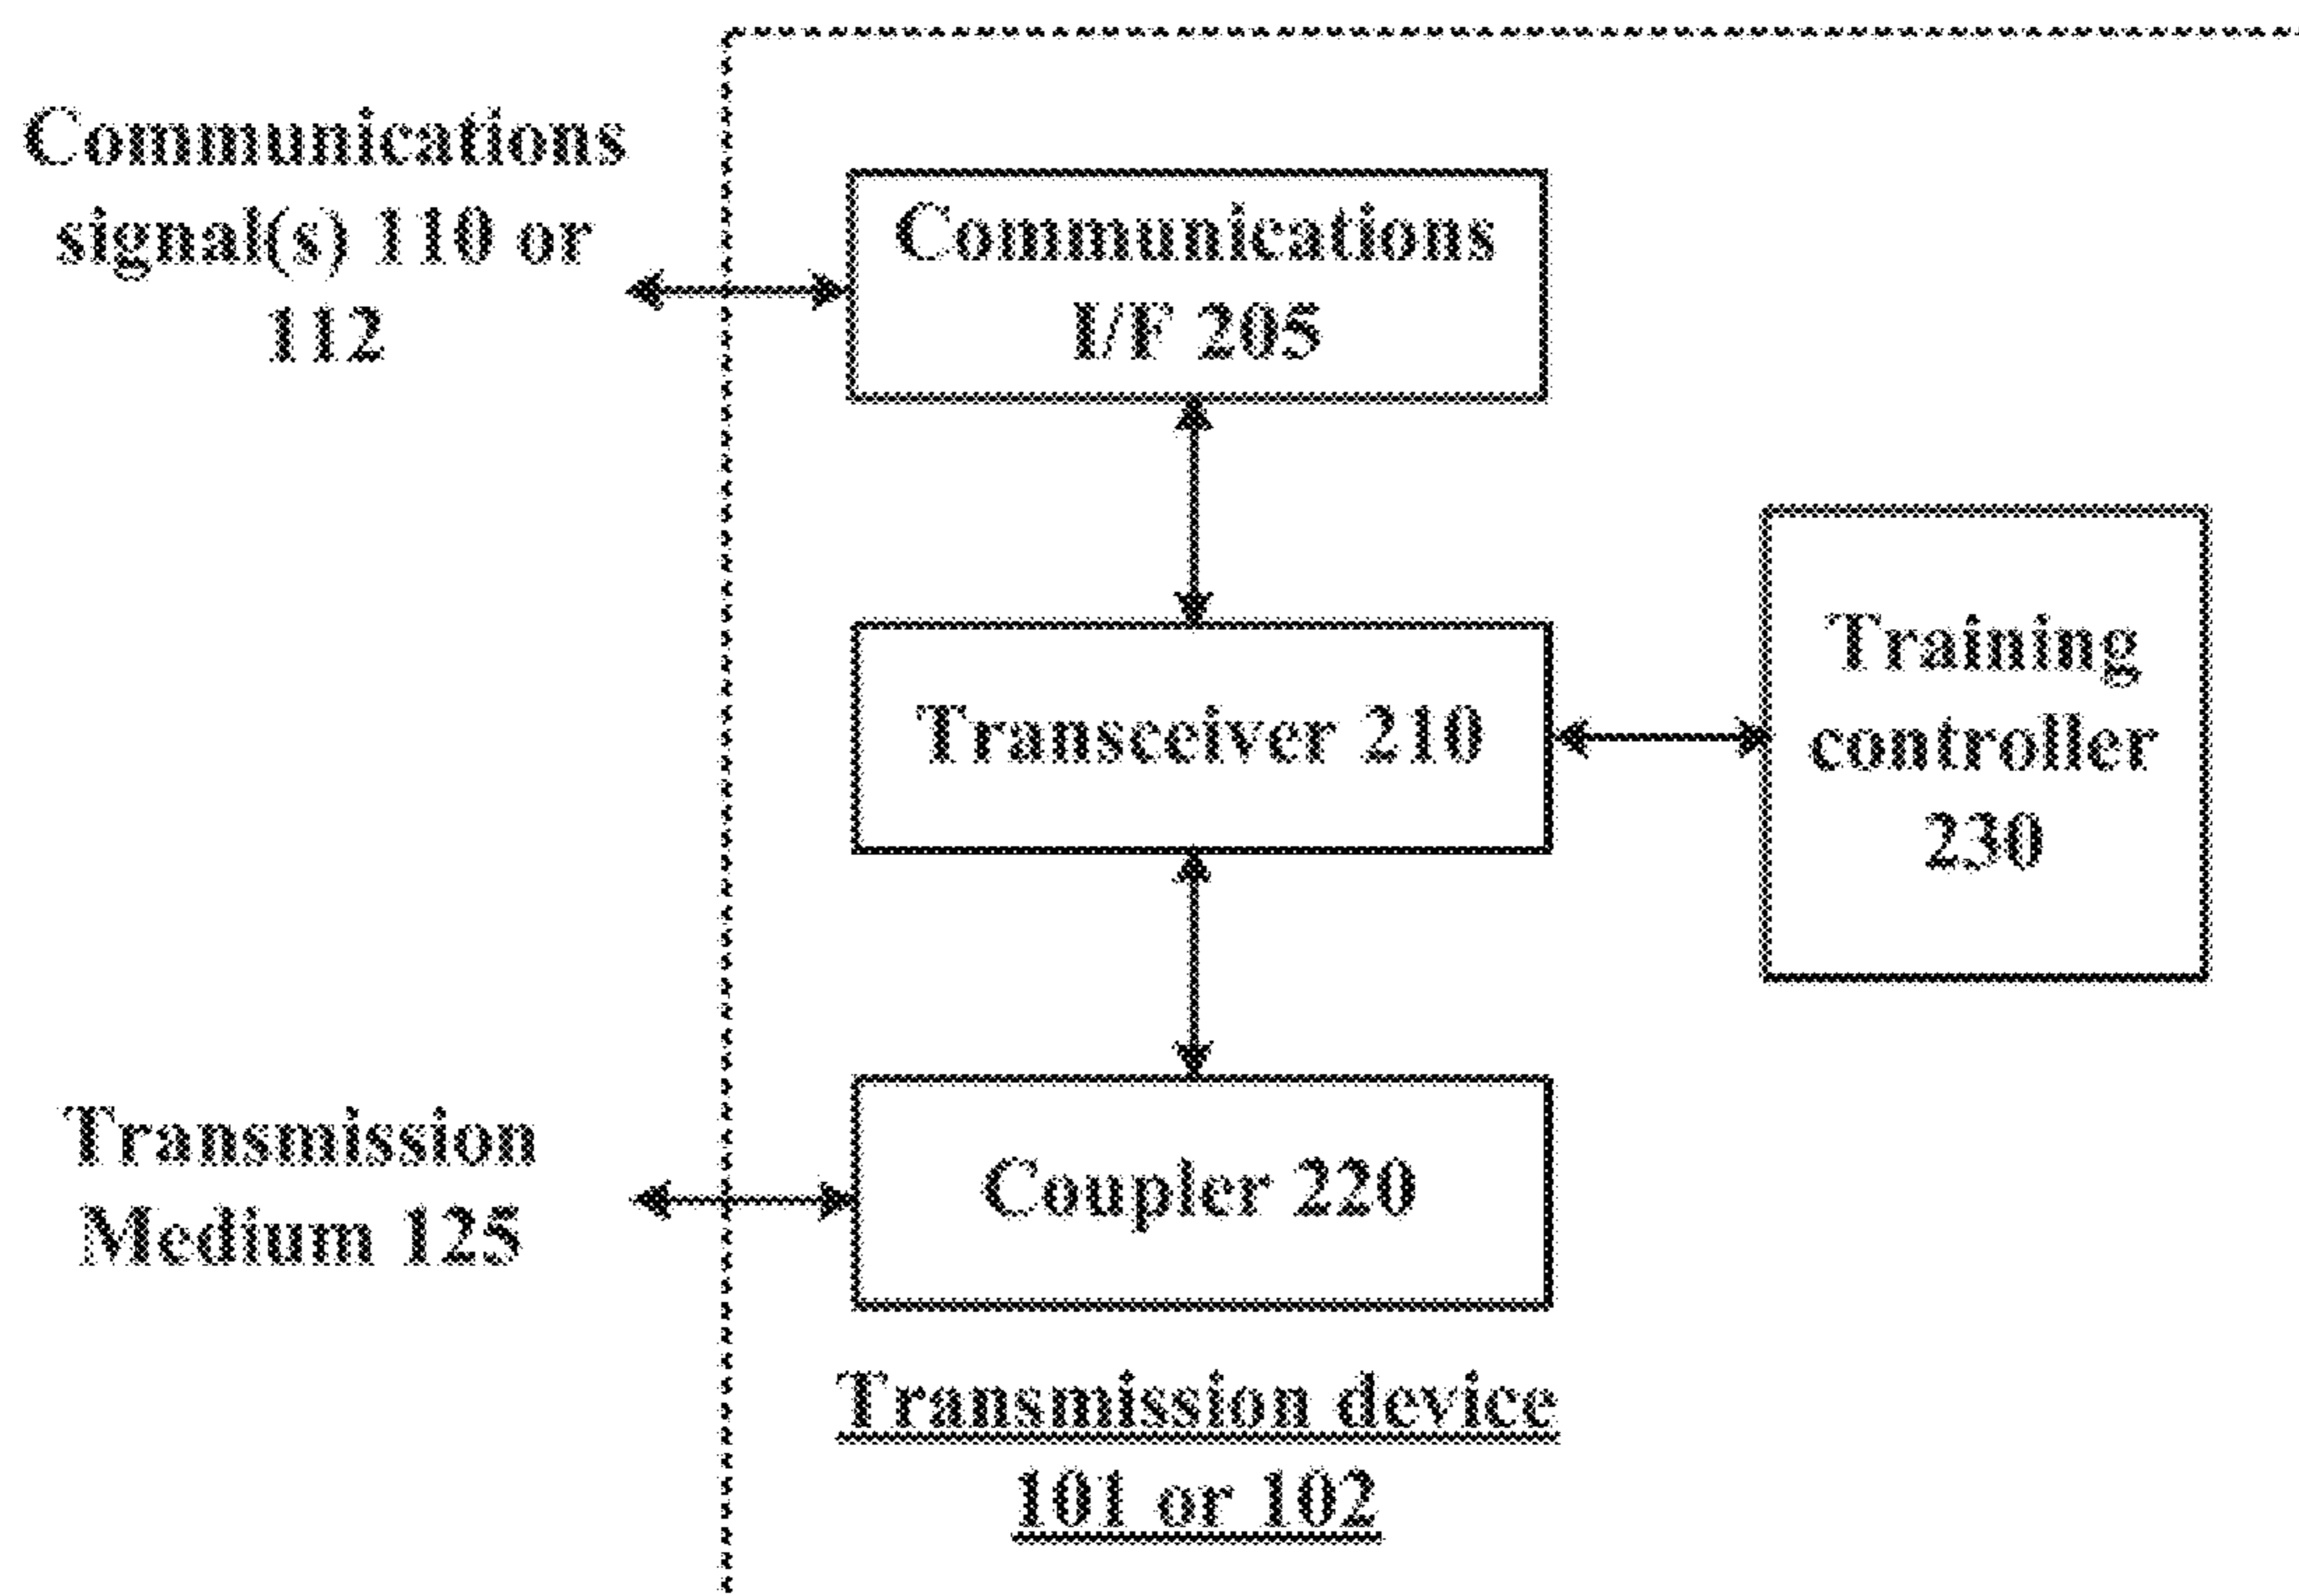 Communications
signal(s) 110 or
112
Communications
I/F 205
Transceiver 210
Training
controller
230
Transmission
Medium 125
Coupler 220
Transmission device
101 or 102